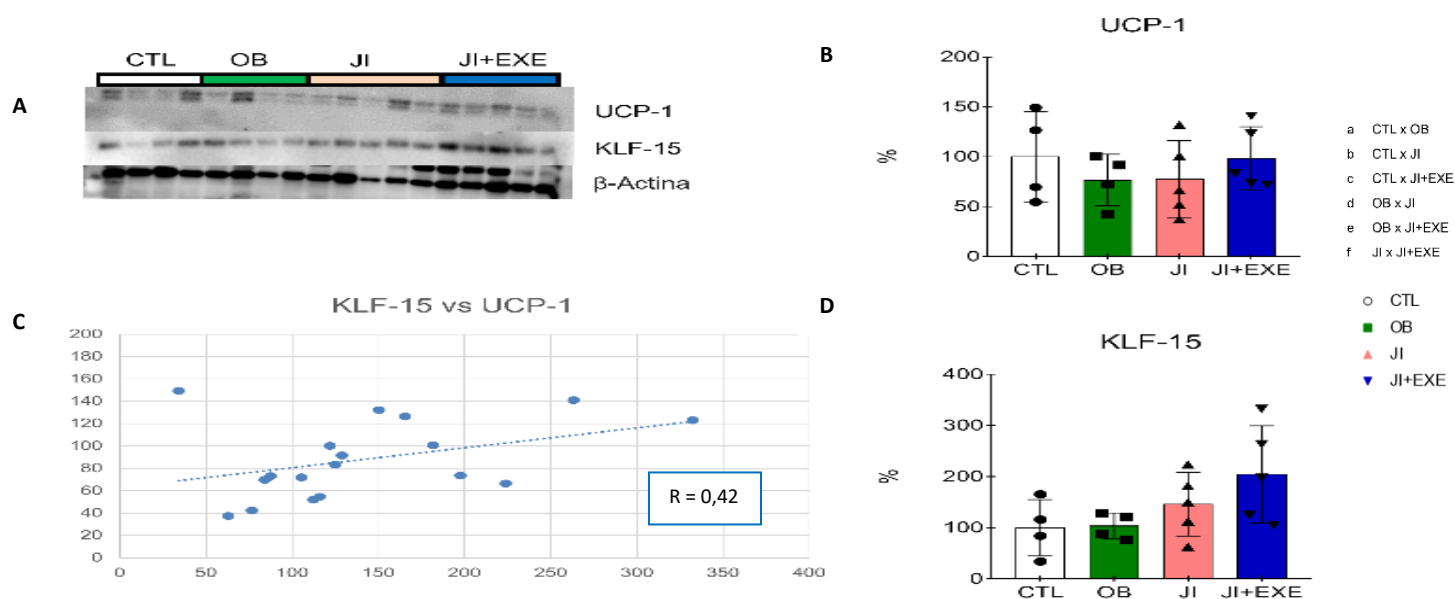 A
CTL OB JI JI+EXE
UCP-1
KLF-15
β-Actina
B
UCP-1
%
200
150
100
50
0
CTL OB JI JI+EXE
a CTL x OB
b CTL x JI
c CTL x JI+EXE
d OB x JI
e OB x JI+EXE
f JI x JI+EXE
CTL
OB
JI
JI+EXE
C
KLF-15 vs UCP-1
200
180
160
140
120
100
80
60
40
20
0
0 50 100 150 200 250 300 350 400
R = 0,42
D
KLF-15
%
400
300
200
100
0
CTL OB JI JI+EXE